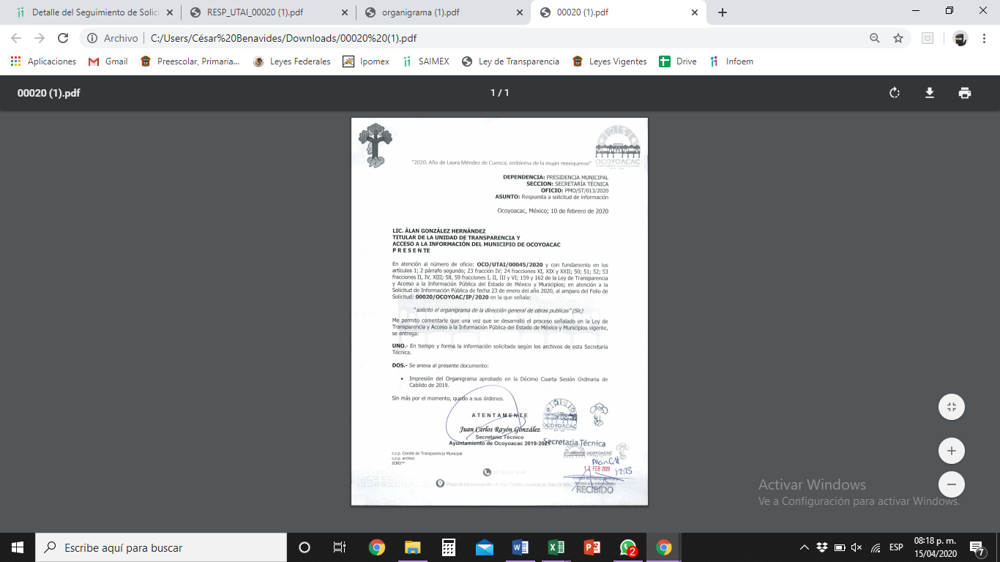 Detalle del Seguimiento de Solici
RESP_UTAI_00020 (1).pdf
organigrama (1).pdf
00020 (1).pdf
Archivo
C:/Users/César%20Benavides/Downloads/00020%20(1).pdf
Aplicaciones
Gmail
Preescolar, Primaria...
Leyes Federales
Ipomex
SAIMEX
Ley de Transparencia
Leyes Vigentes
Drive
Infoem
00020 (1).pdf
1 / 1
OCOYOACAC
"2020. Año de Laura Méndez de Cuenca; emblema de la mujer mexiquense"
DEPENDENCIA: PRESIDENCIA MUNICIPAL
SECCION: SECRETARÍA TÉCNICA
OFICIO: PMO/ST/013/2020
ASUNTO: Respuesta a solicitud de información
Ocoyoacac, México; 10 de febrero de 2020
LIC. ÁLAN GONZÁLEZ HERNÁNDEZ
TITULAR DE LA UNIDAD DE TRANSPARENCIA Y
ACCESO A LA INFORMACIÓN DEL MUNICIPIO DE OCOYOACAC
P R E S E N TE
En atención al número de oficio: OCO/UTAI/00045/2020 y con fundamento en los
artículos 1; 2 párrafo segundo; 23 fracción IV; 24 fracciones XI, XIX y XXII; 50; 51; 52; 53
fracciones II, IV, XIII; 58, 59 fracciones I, II, III y VI; 159 y 162 de la Ley de Transparencia
y Acceso a la Información Pública del Estado de México y Municipios; en atención a la
Solicitud de Información Pública de fecha 23 de enero del año 2020, al amparo del Folio de
Solicitud: 00020/OCOYOAC/IP/2020 en la que señala:
"solicito el organigrama de la dirección general de obras publicas" (Sic)
Me permito comentarle que una vez que se desarrolló el proceso señalado en la Ley de
Transparencia y Acceso a la Información Pública del Estado de México y Municipios vigente,
se entrega:
UNO.- En tiempo y forma la información solicitada según los archivos de esta Secretaría
Técnica.
DOS.- Se anexa al presente documento:
• Impresión del Organigrama aprobado en la Décimo Cuarta Sesión Ordinaria de
Cabildo de 2019.
Sin más por el momento, quedo a sus órdenes.
A T E N T A M E N T E
Juan Carlos Rayón González
Secretario Técnico
Ayuntamiento de Ocoyoacac 2019-2021
OCOYOACAC
Secretaría Técnica
OCOYOACAC
c.c.p. Comité de Transparencia Municipal
c.c.p. archivo
JCRG**
12 FEB 2020
12:23
Acceso a la Información
RECIBIDO
Activar Windows
Ve a Configuración para activar Windows.
Escribe aquí para buscar
2
ESP
08:18 p. m.
15/04/2020
7